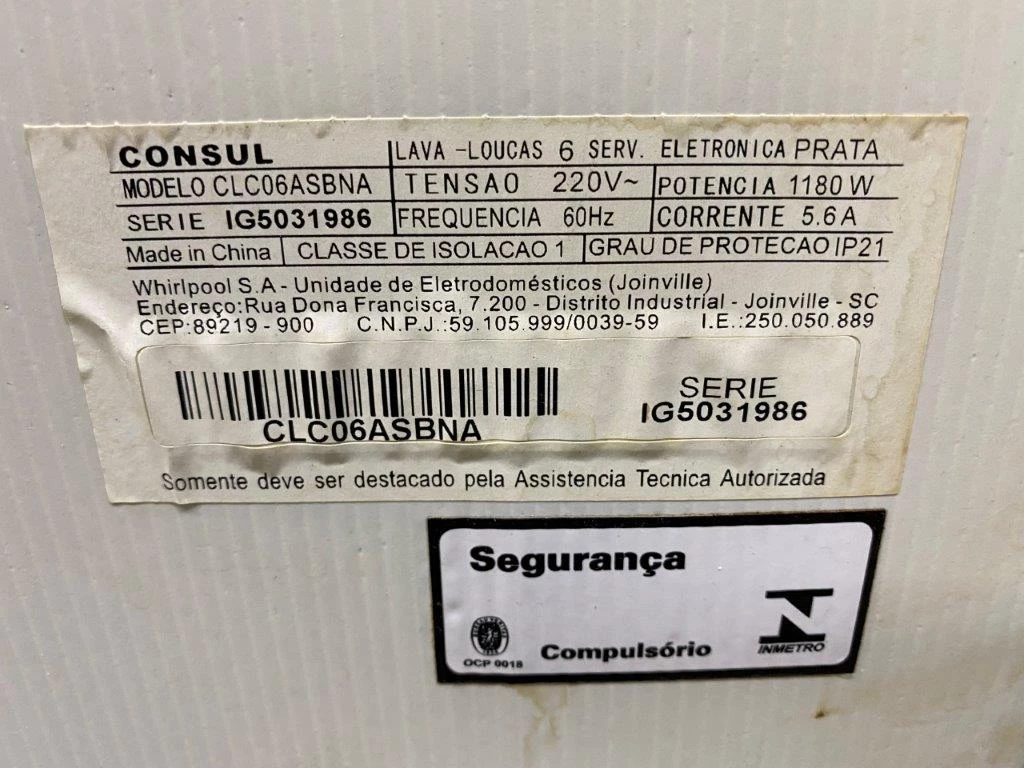 CONSUL LAVA -LOUCAS 6 SERV. ELETRONICA PRATA
MODELO CLC06ASBNA TENSAO 220V~ POTENCIA 1180 W
SERIE IG5031986 FREQUENCIA 60Hz CORRENTE 5.6 A
Made in China CLASSE DE ISOLACAO 1 GRAU DE PROTECAO IP21
Whirlpool S.A - Unidade de Eletrodomésticos (Joinville)
Endereço:Rua Dona Francisca, 7.200 - Distrito Industrial - Joinville - SC
CEP:89219 - 900 C.N.P.J.:59.105.999/0039-59 I.E.:250.050.889
SERIE
IG5031986
CLC06ASBNA
Somente deve ser destacado pela Assistencia Tecnica Autorizada
Segurança
OCP 0018 Compulsório INMETRO